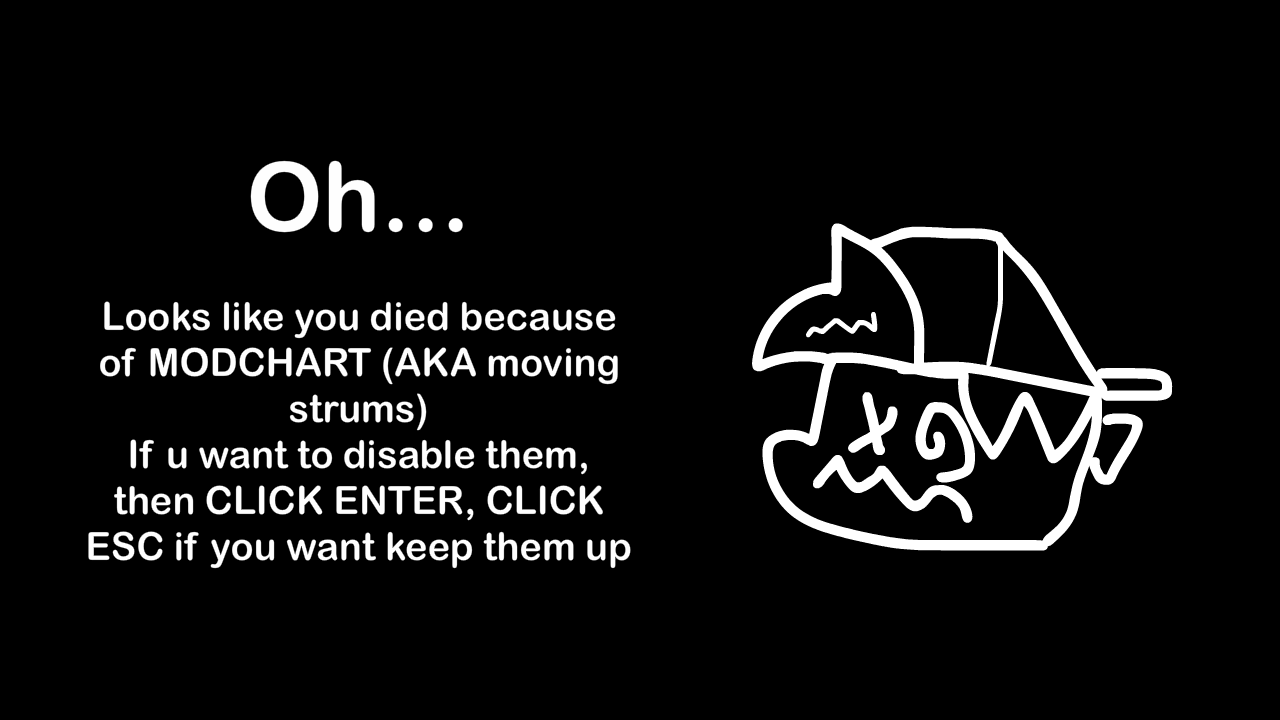 Oh...
Looks like you died because
of MODCHART (AKA moving
strums)
If u want to disable them,
then CLICK ENTER, CLICK
ESC if you want keep them up